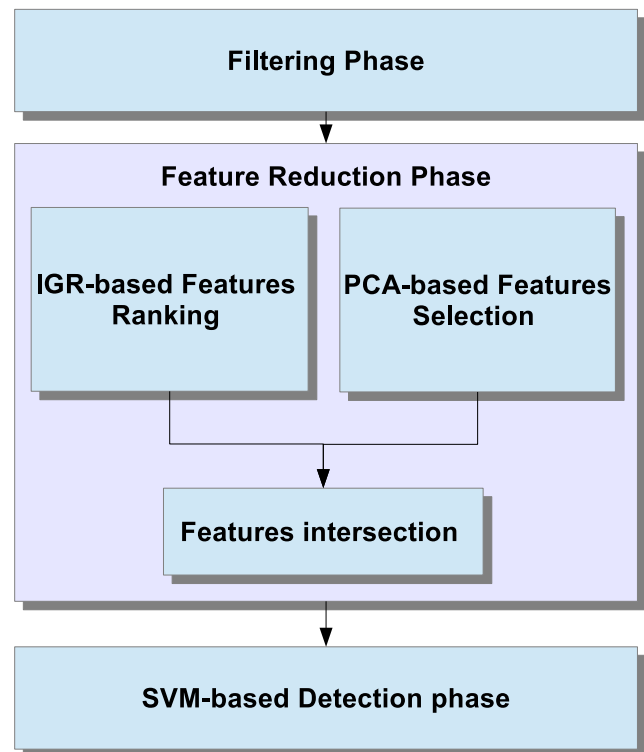 Filtering Phase
Feature Reduction Phase
IGR-based Features
Ranking
PCA-based Features
Selection
Features intersection
SVM-based Detection phase